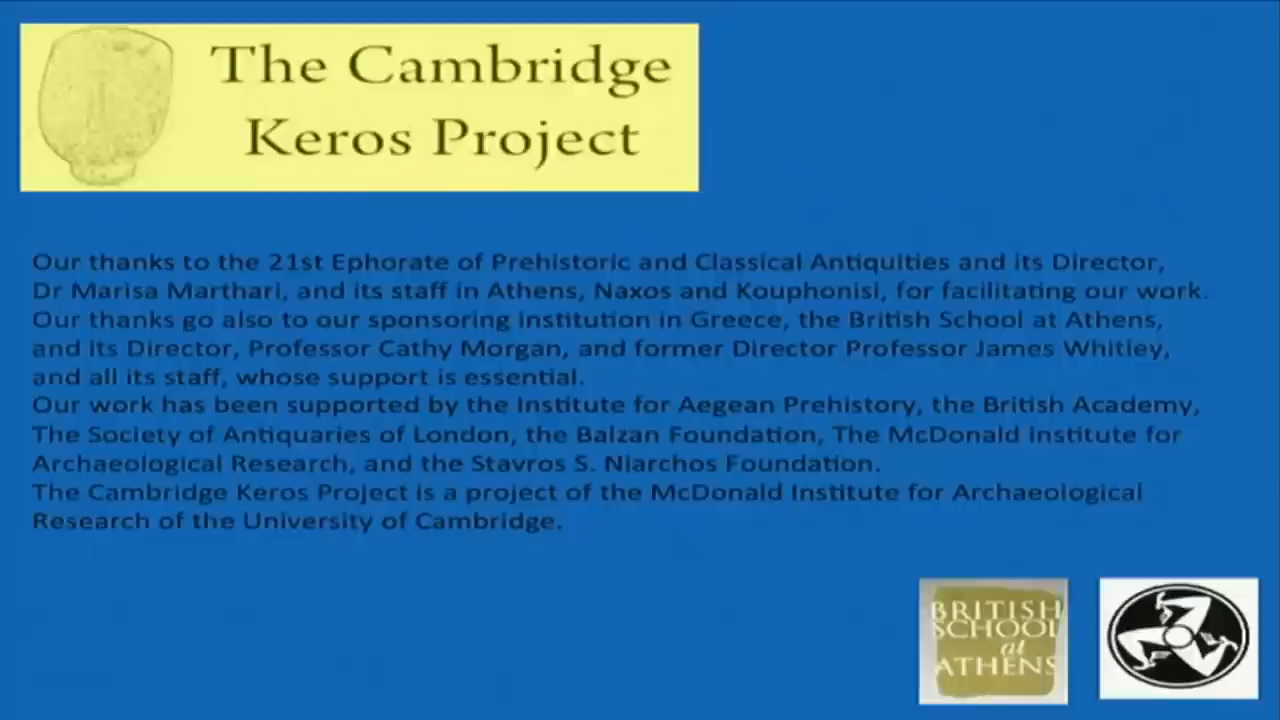 The Cambridge
Keros Project
Our thanks to the 21st Ephorate of Prehistoric and Classical Antiquities and its Director,
Dr Marisa Marthari, and its staff in Athens, Naxos and Kouphonisi, for facilitating our work.
Our thanks go also to our sponsoring institution in Greece, the British School at Athens,
and its Director, Professor Cathy Morgan, and former Director Professor James Whitley,
and all its staff, whose support is essential.
Our work has been supported by the Institute for Aegean Prehistory, the British Academy,
The Society of Antiquaries of London, the Balzan Foundation, The McDonald Institute for
Archaeological Research, and the Stavros S. Niarchos Foundation.
The Cambridge Keros Project is a project of the McDonald Institute for Archaeological
Research of the University of Cambridge.
BRITISH
SCHOOL
at
ATHENS